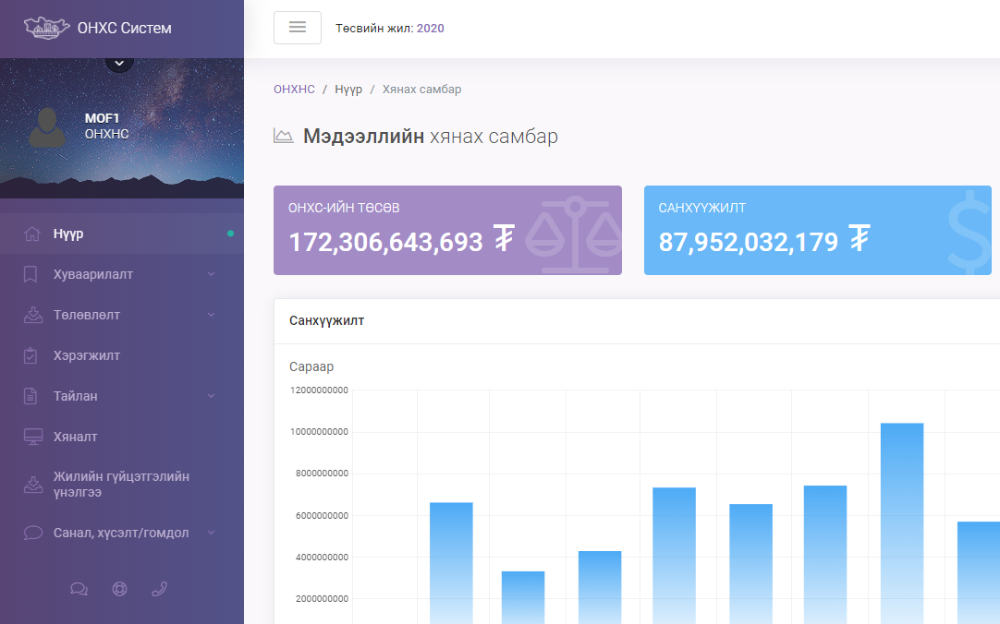 ОНХС Систем
Төсвийн жил: 2020
MOF1
ОНХНС
ОНХНС / Нүүр / Хянах самбар
Мэдээллийн хянах самбар
ОНХС-ИЙН ТӨСӨВ
172,306,643,693 ₮
САНХҮҮЖИЛТ
87,952,032,179 ₮
Нүүр
Хуваарилалт
Төлөвлөлт
Хэрэгжилт
Тайлан
Хяналт
Жилийн гүйцэтгэлийн
үнэлгээ
Санал, хүсэлт/гомдол
Санхүүжилт
Сараар
12000000000
10000000000
8000000000
6000000000
4000000000
2000000000